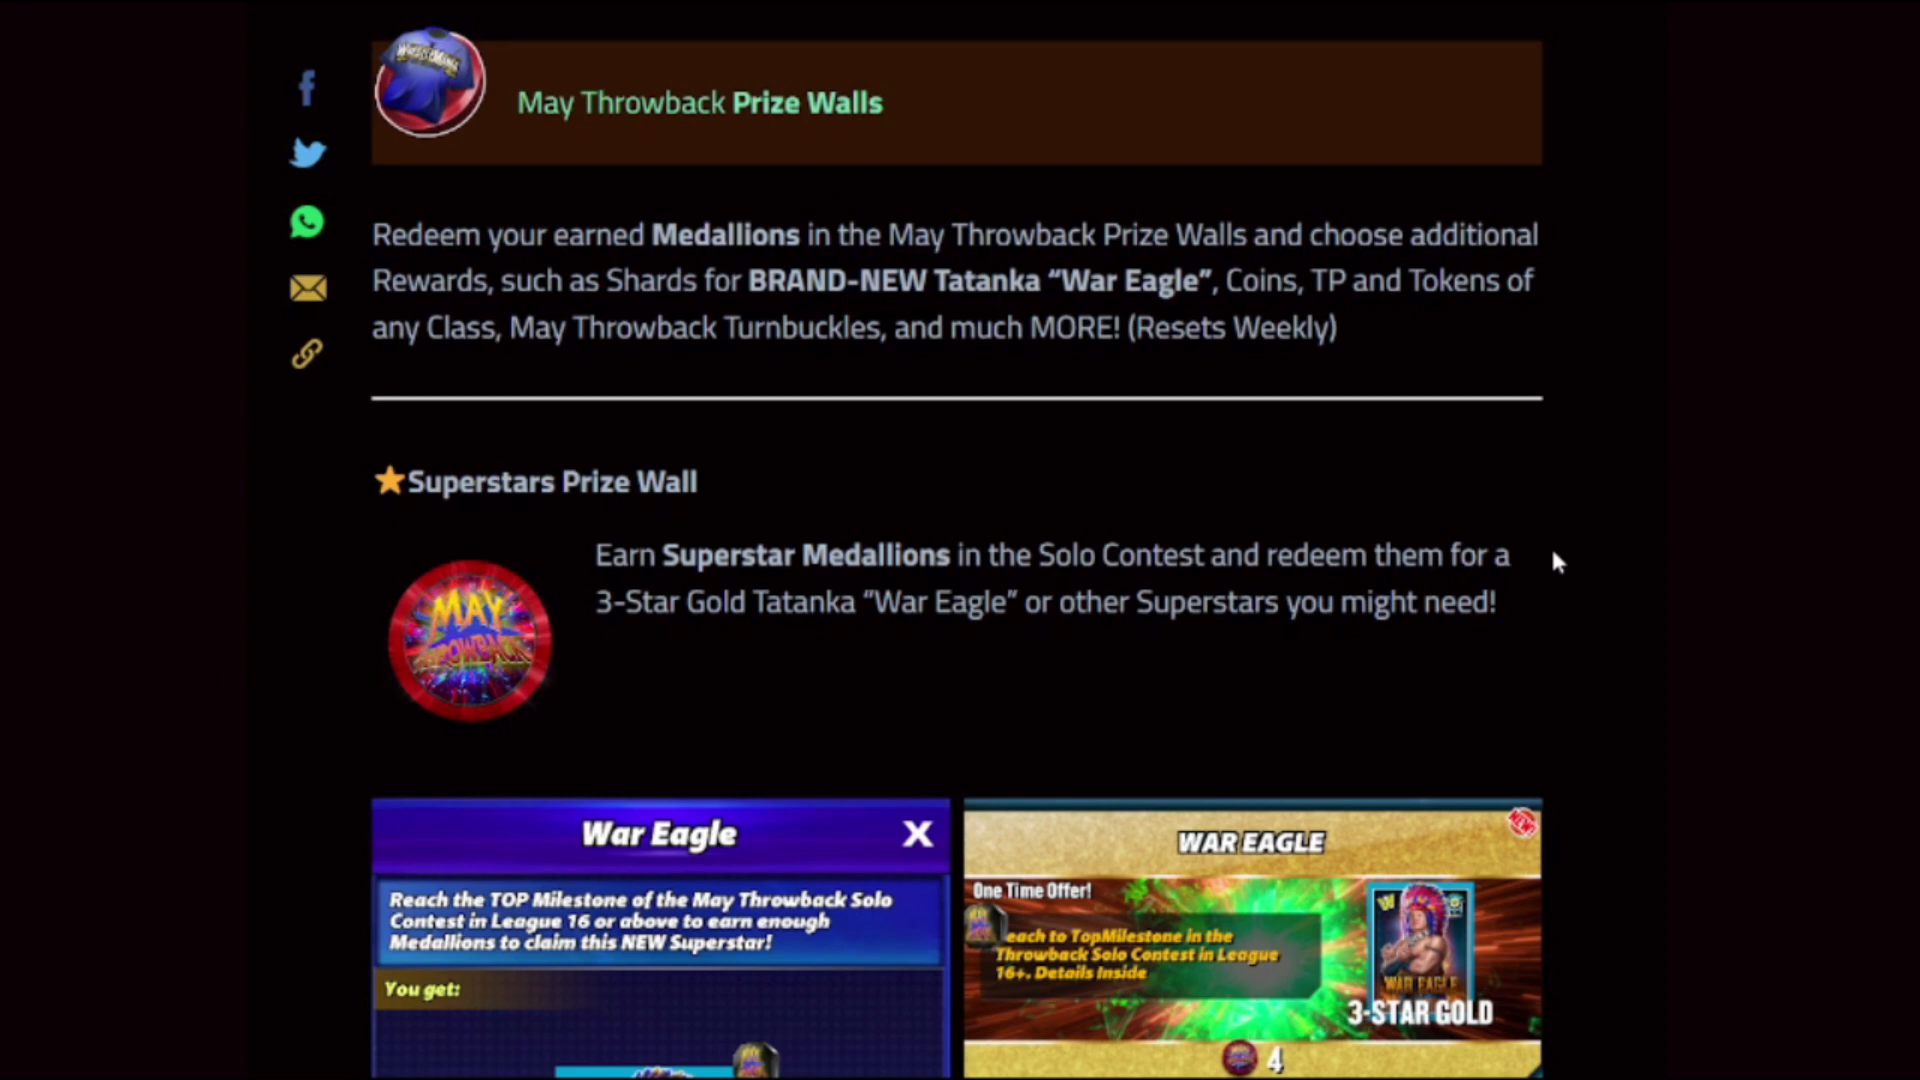 WRESTLEMANIA
May Throwback Prize Walls
Redeem your earned Medallions in the May Throwback Prize Walls and choose additional
Rewards, such as Shards for BRAND-NEW Tatanka “War Eagle”, Coins, TP and Tokens of
any Class, May Throwback Turnbuckles, and much MORE! (Resets Weekly)
⭐Superstars Prize Wall
Earn Superstar Medallions in the Solo Contest and redeem them for a
3-Star Gold Tatanka “War Eagle” or other Superstars you might need!
MAY
THROWBACK
War Eagle X
Reach the TOP Milestone of the May Throwback Solo
Contest in League 16 or above to earn enough
Medallions to claim this NEW Superstar!
You get:
WAR EAGLE
One Time Offer!
each to TopMilestone in the
Throwback Solo Contest in League
16+. Details Inside
WAR EAGLE
3-STAR GOLD
4